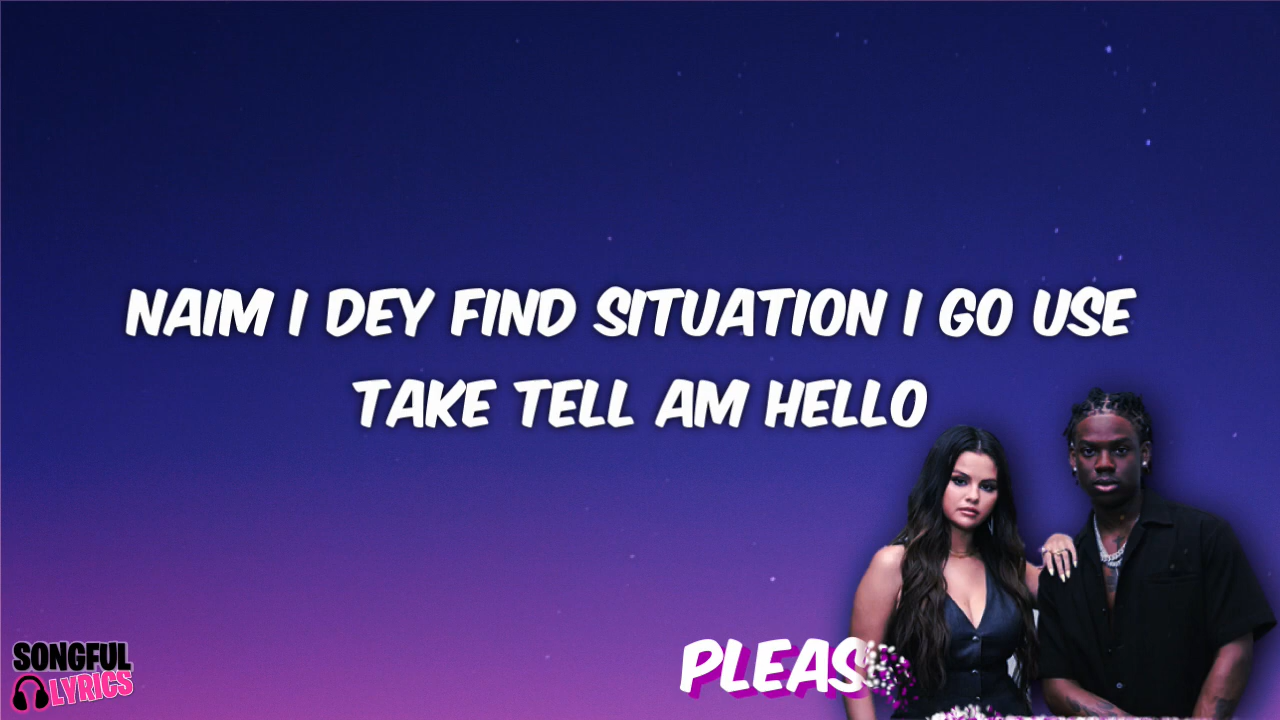 NAIM I DEY FIND SITUATION I GO USE
TAKE TELL AM HELLO
PLEAS
SONGFUL
LYRICS